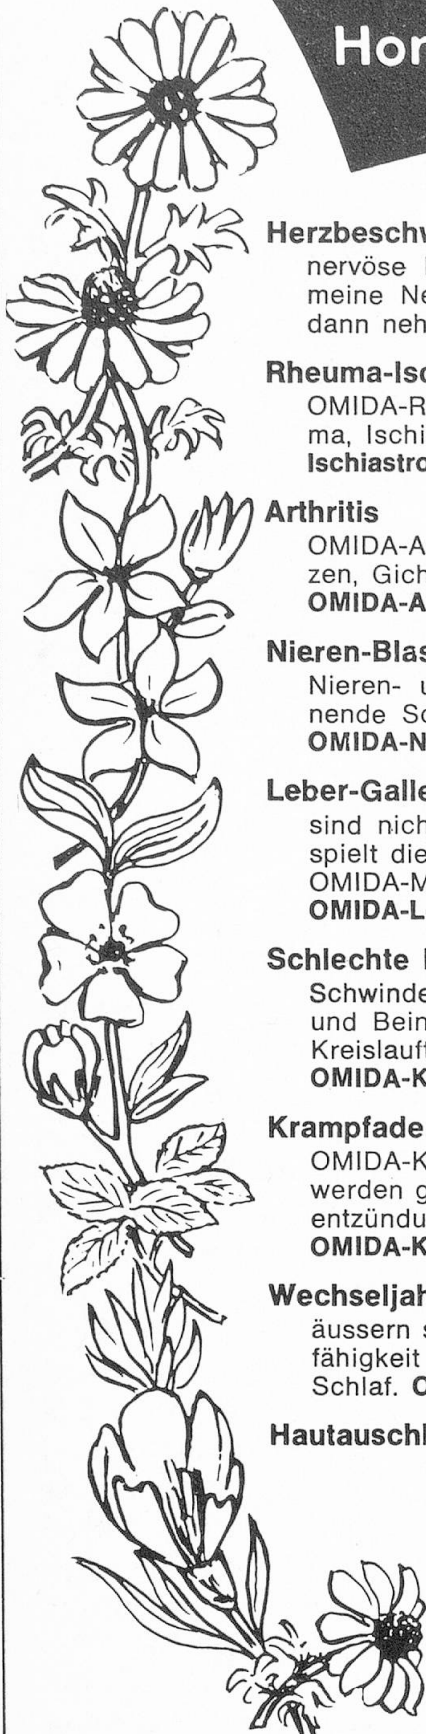 Hor
Herzbeschw
nervöse
meine Ne
dann neh
Rheuma-Isc
OMIDA-R
ma, Ischi
Ischiastro
Arthritis
OMIDA-A
zen, Gich
OMIDA-A
Nieren-Blas
Nieren- u
nende Sc
OMIDA-N
Leber-Galle
sind nich
spielt die
OMIDA-M
OMIDA-L
Schlechte
Schwinde
und Bein
Kreislauft
OMIDA-K
Krampfade
OMIDA-K
werden g
entzündu
OMIDA-K
Wechseljah
äussern s
fähigkeit
Schlaf. O
Hautauschl